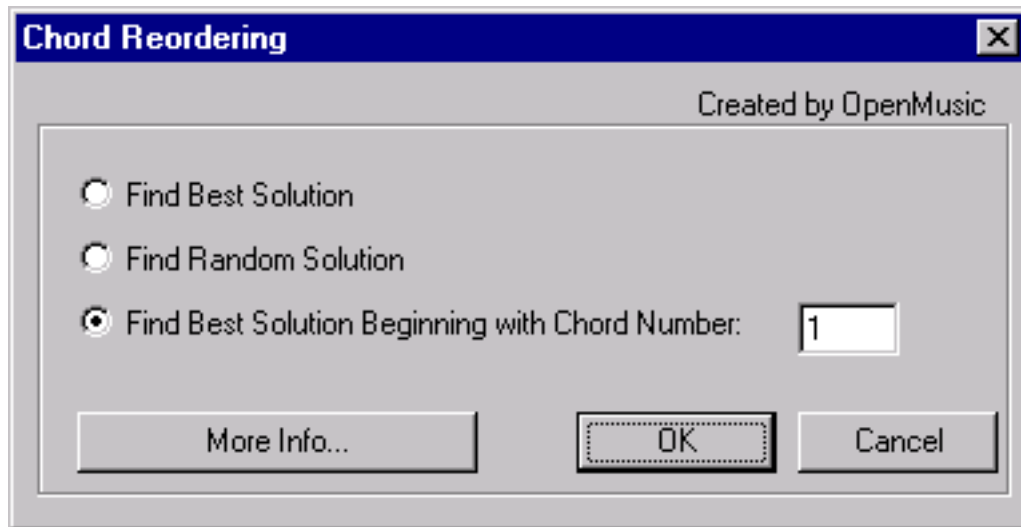 Chord Reordering
Created by OpenMusic
Find Best Solution
Find Random Solution
Find Best Solution Beginning with Chord Number: 1
More Info... OK Cancel